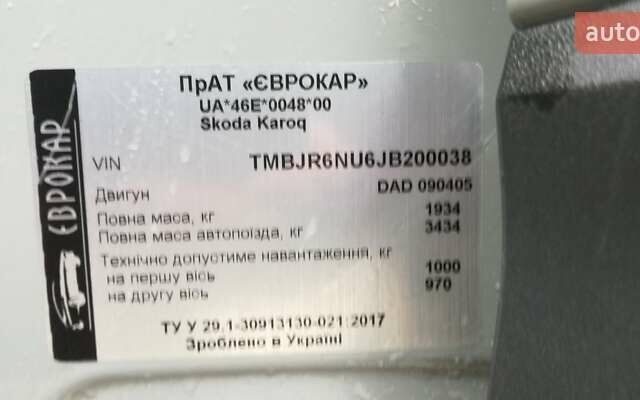 auto
ПрАТ «ЄВРОКАР»
UA*46E*0048*00
Skoda Karoq
ЄВРОКАР
VIN TMBJR6NU6JB200038
Двигун DAD 090405
Повна маса, кг 1934
Повна маса автопоїзда, кг 3434
Технічно допустиме навантаження, кг
на першу вісь 1000
на другу вісь 970
ТУ У 29.1-30913130-021:2017
Зроблено в Україні